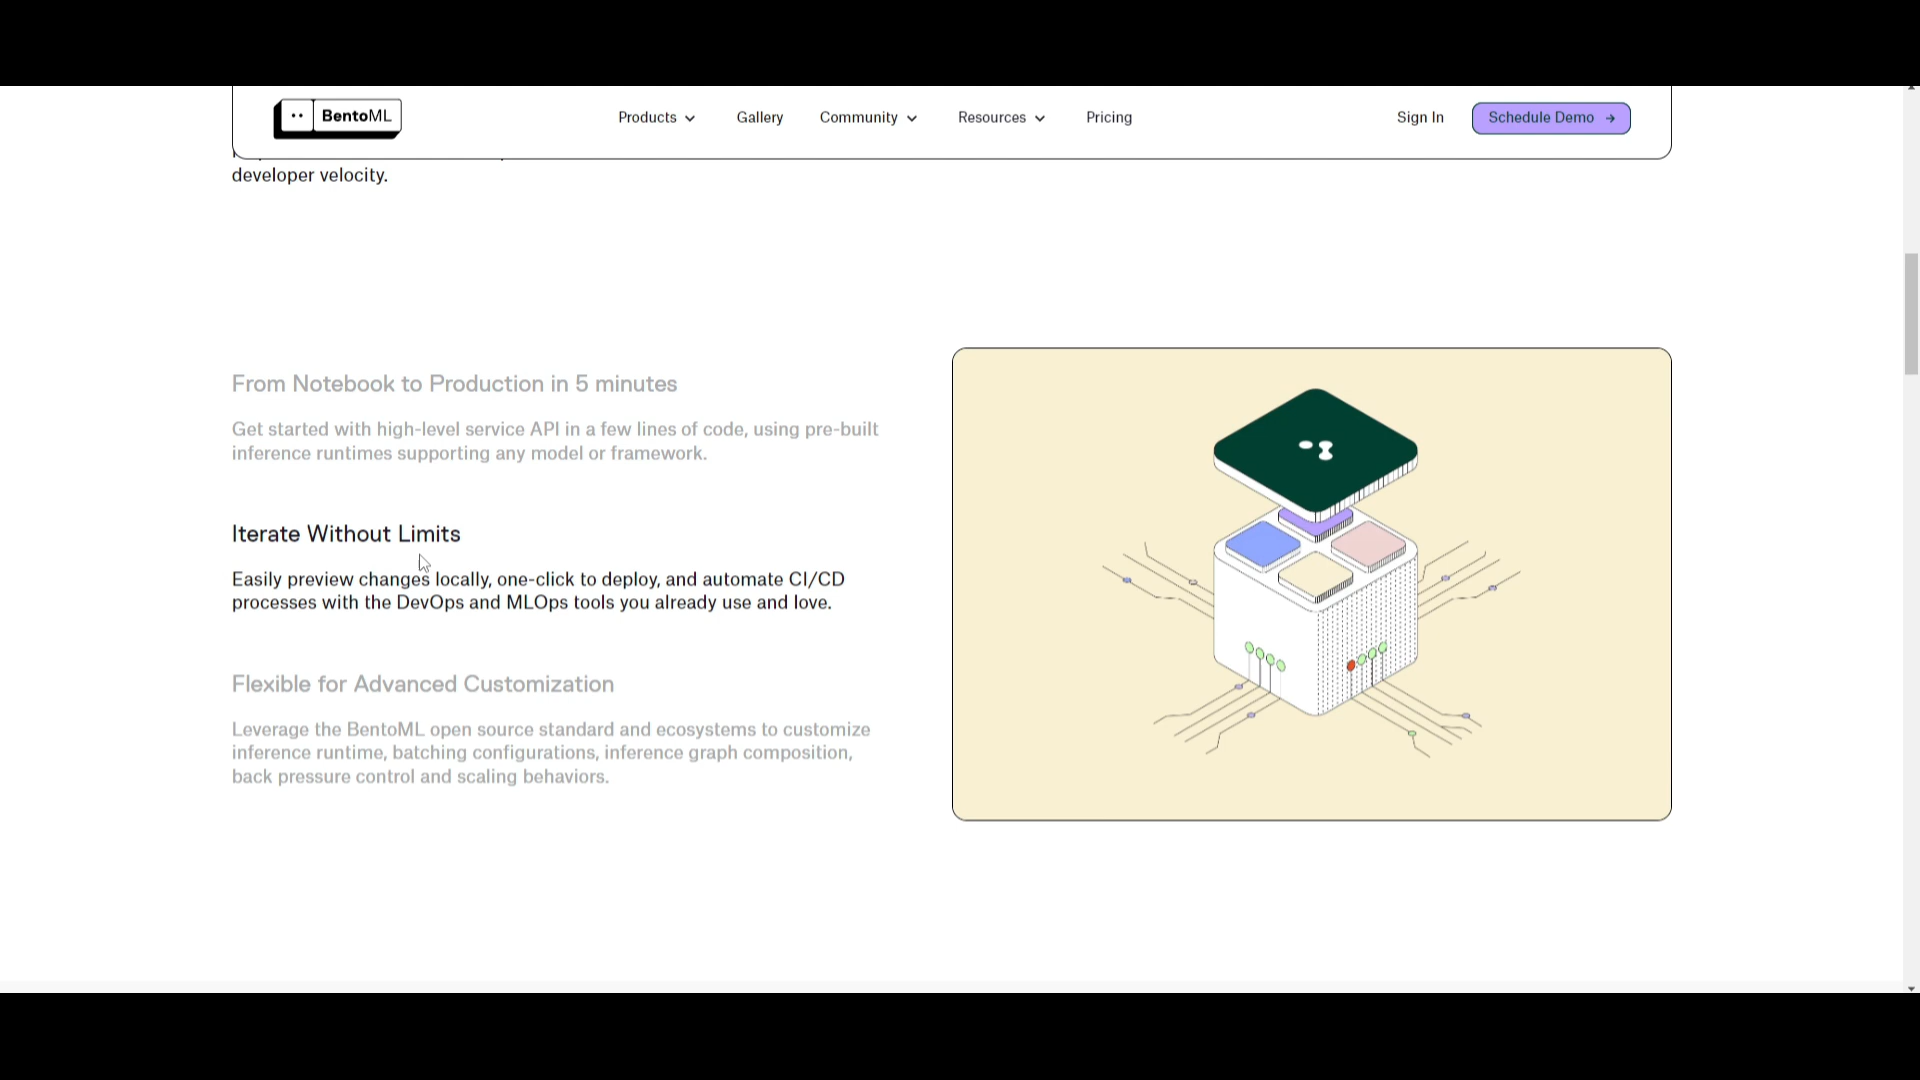 BentoML
Products
Gallery
Community
Resources
Pricing
Sign In
Schedule Demo
developer velocity.
From Notebook to Production in 5 minutes
Get started with high-level service API in a few lines of code, using pre-built
inference runtimes supporting any model or framework.
Iterate Without Limits
Easily preview changes locally, one-click to deploy, and automate CI/CD
processes with the DevOps and MLOps tools you already use and love.
Flexible for Advanced Customization
Leverage the BentoML open source standard and ecosystems to customize
inference runtime, batching configurations, inference graph composition,
back pressure control and scaling behaviors.